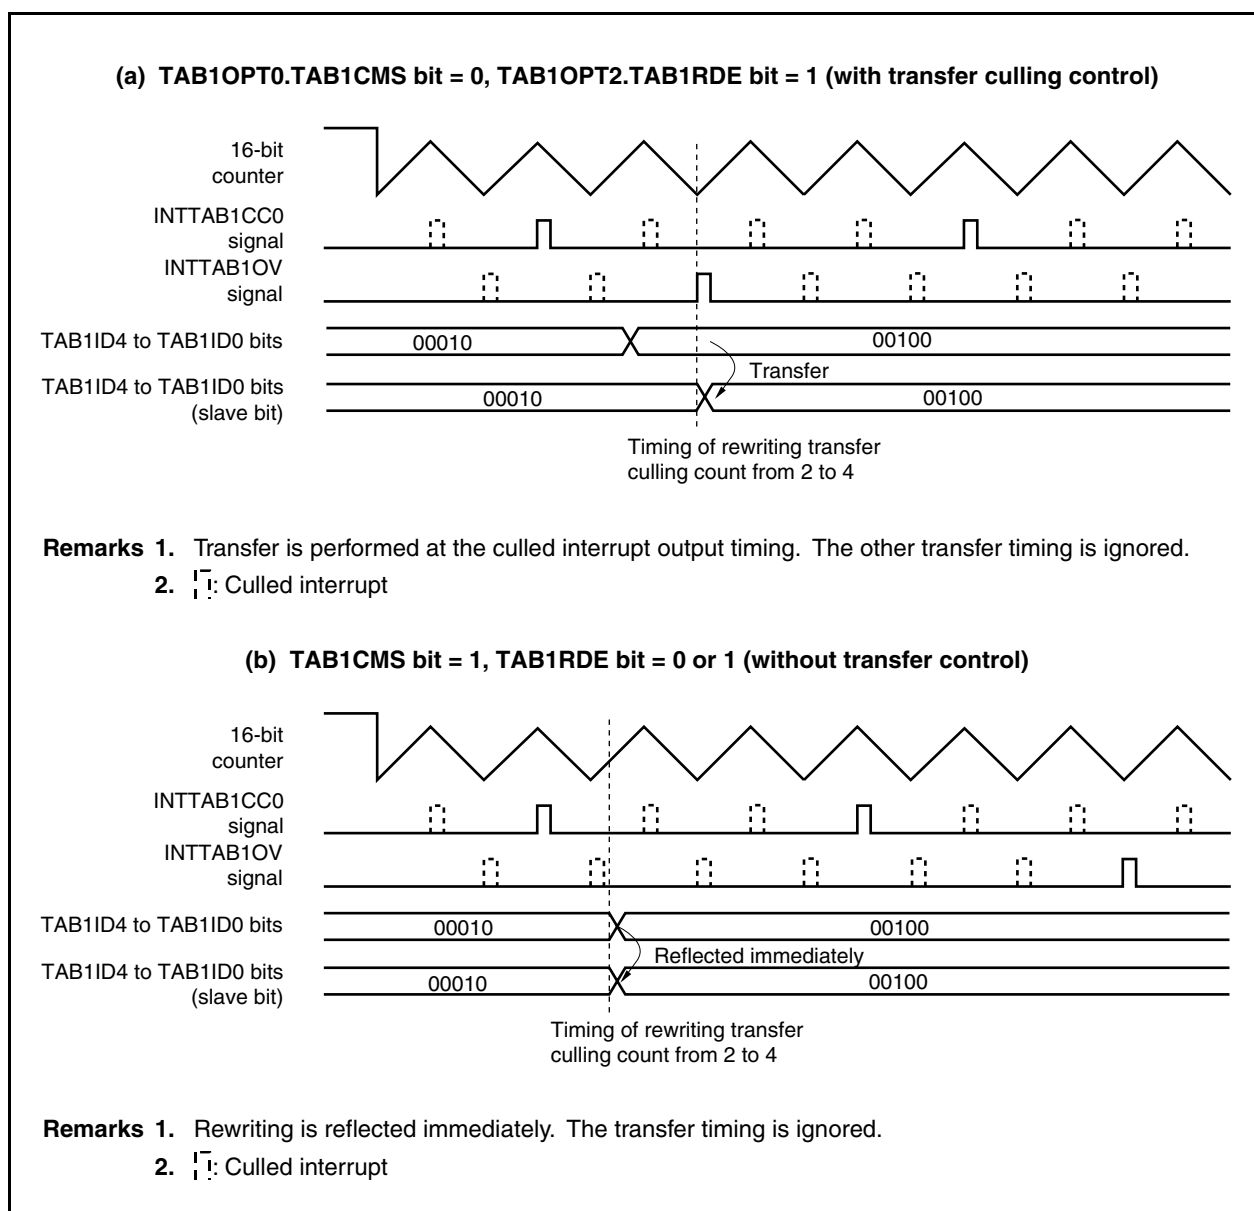 (a) TAB1OPT0.TAB1CMS bit = 0, TAB1OPT2.TAB1RDE bit = 1 (with transfer culling control)
16-bit
counter
INTTAB1CC0
signal
INTTAB1OV
signal
TAB1ID4 to TAB1ID0 bits
00010
00100
Transfer
TAB1ID4 to TAB1ID0 bits
(slave bit)
00010
00100
Timing of rewriting transfer
culling count from 2 to 4
Remarks 1. Transfer is performed at the culled interrupt output timing. The other transfer timing is ignored.
2. : Culled interrupt
(b) TAB1CMS bit = 1, TAB1RDE bit = 0 or 1 (without transfer control)
16-bit
counter
INTTAB1CC0
signal
INTTAB1OV
signal
TAB1ID4 to TAB1ID0 bits
00010
00100
Reflected immediately
TAB1ID4 to TAB1ID0 bits
(slave bit)
00010
00100
Timing of rewriting transfer
culling count from 2 to 4
Remarks 1. Rewriting is reflected immediately. The transfer timing is ignored.
2. : Culled interrupt